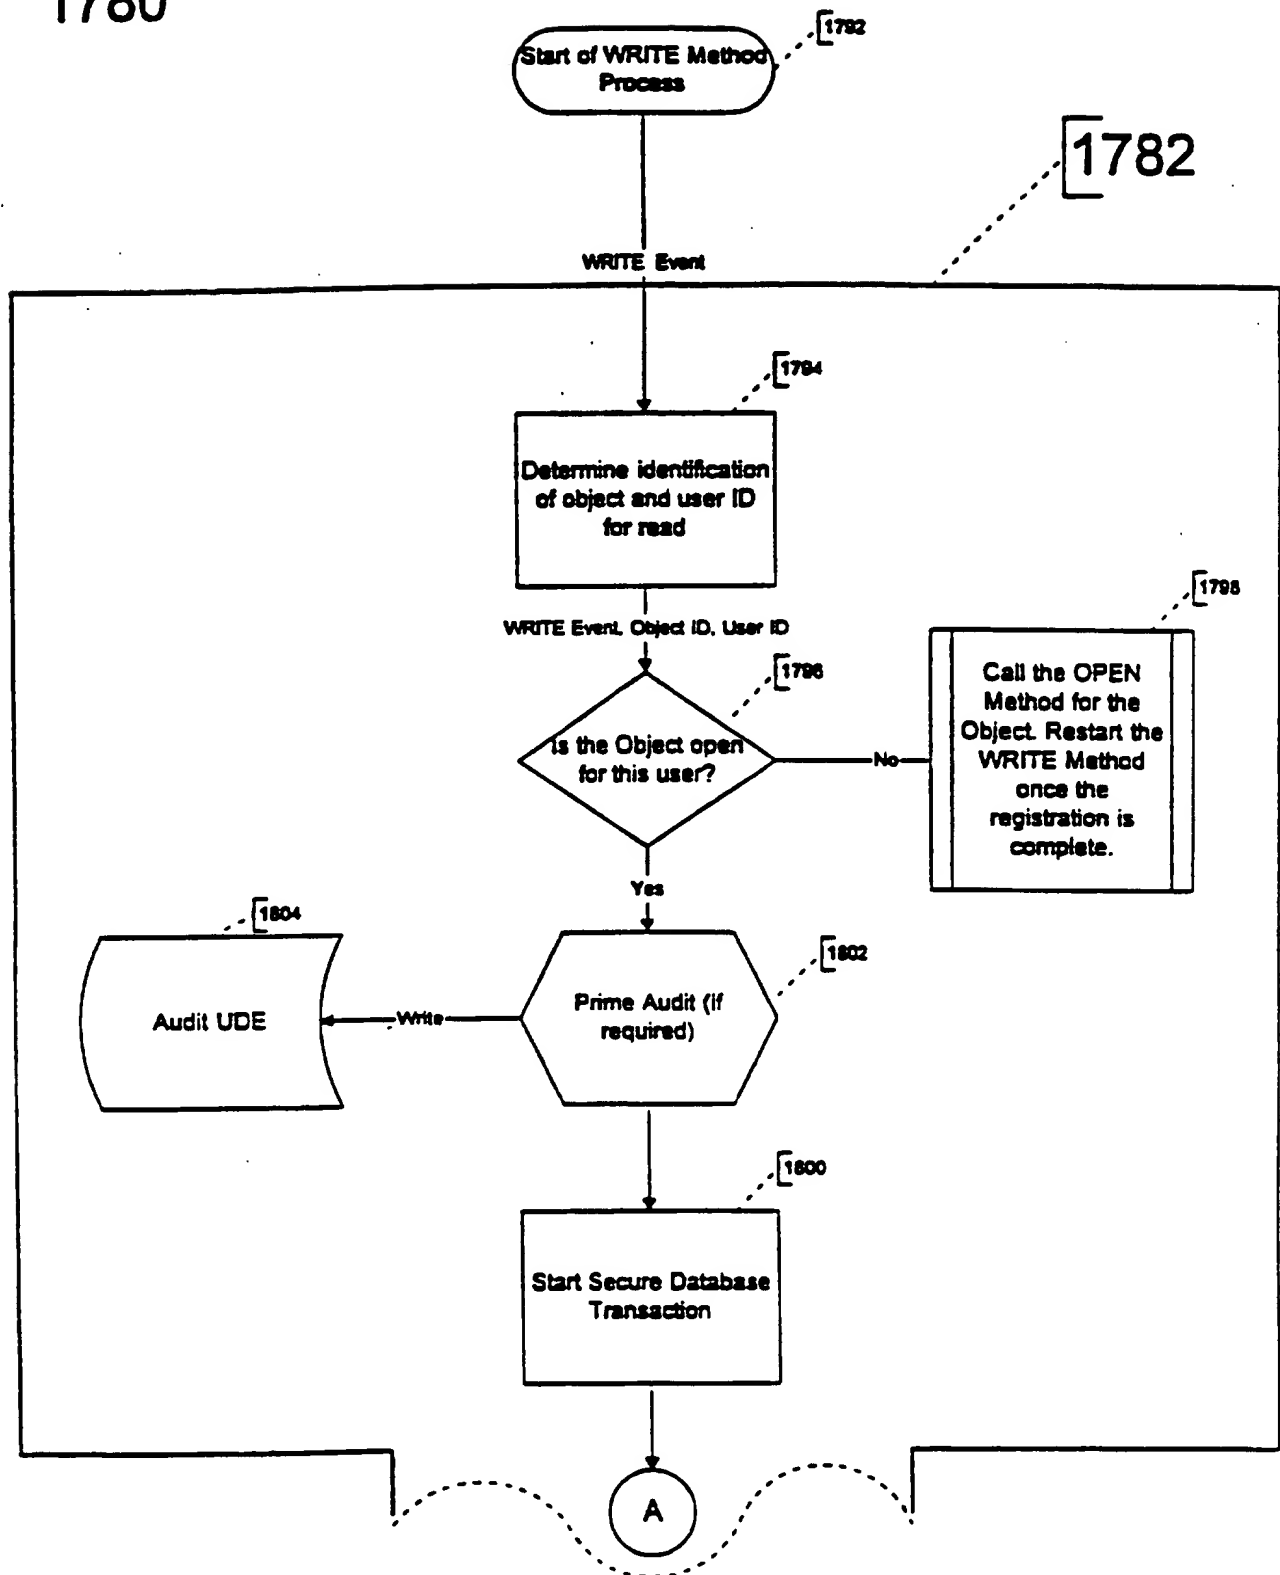 1780
1792
Start of WRITE Method
Process
1782
WRITE Event
1794
Determine identification
of object and user ID
for read
WRITE Event, Object ID, User ID
1798
1796
Call the OPEN
Method for the
Object. Restart the
WRITE Method
once the
registration is
complete.
Is the Object open
for this user?
No
Yes
1804
1802
Audit UDE
Write
Prime Audit (if
required)
1800
Start Secure Database
Transaction
A